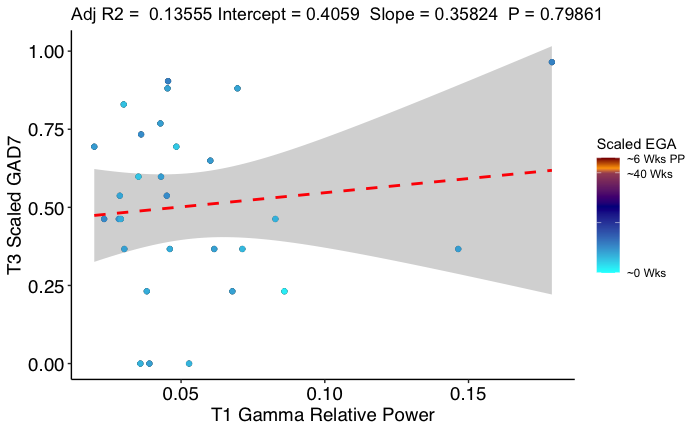 Adj R2 =  0.13555 Intercept = 0.4059  Slope = 0.35824  P = 0.79861
1.00
0.75
0.50
0.25
0.00
T3 Scaled GAD7
0.05
0.10
0.15
T1 Gamma Relative Power
Scaled EGA
~6 Wks PP
~40 Wks
~0 Wks